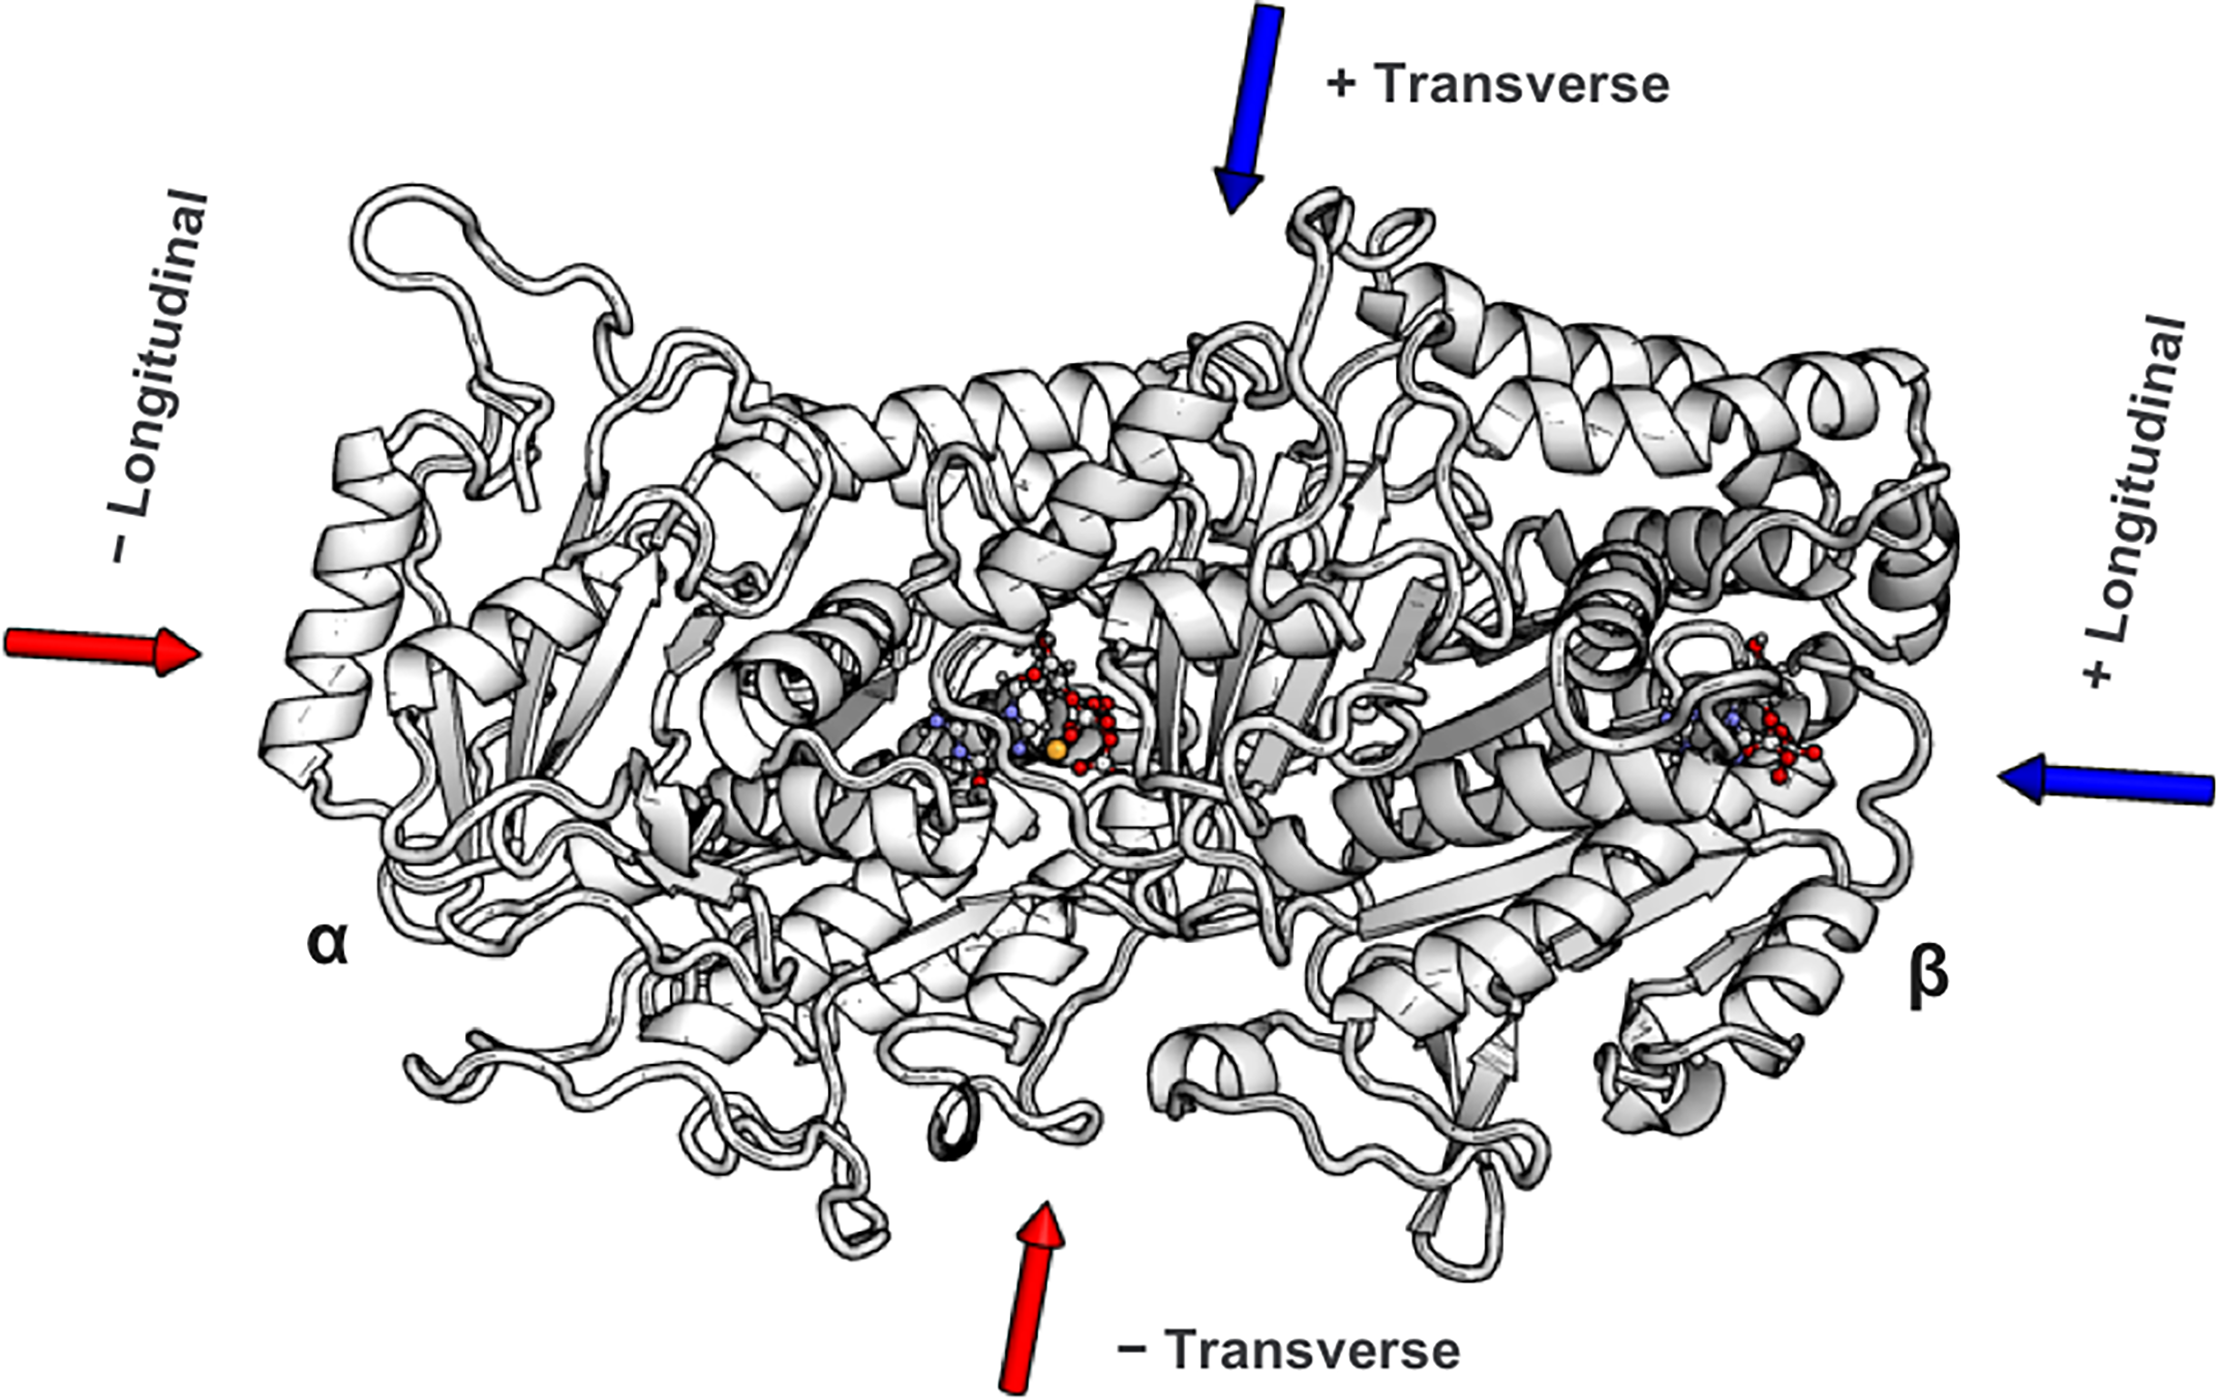 + Transverse
− Longitudinal
+ Longitudinal
α
β
− Transverse